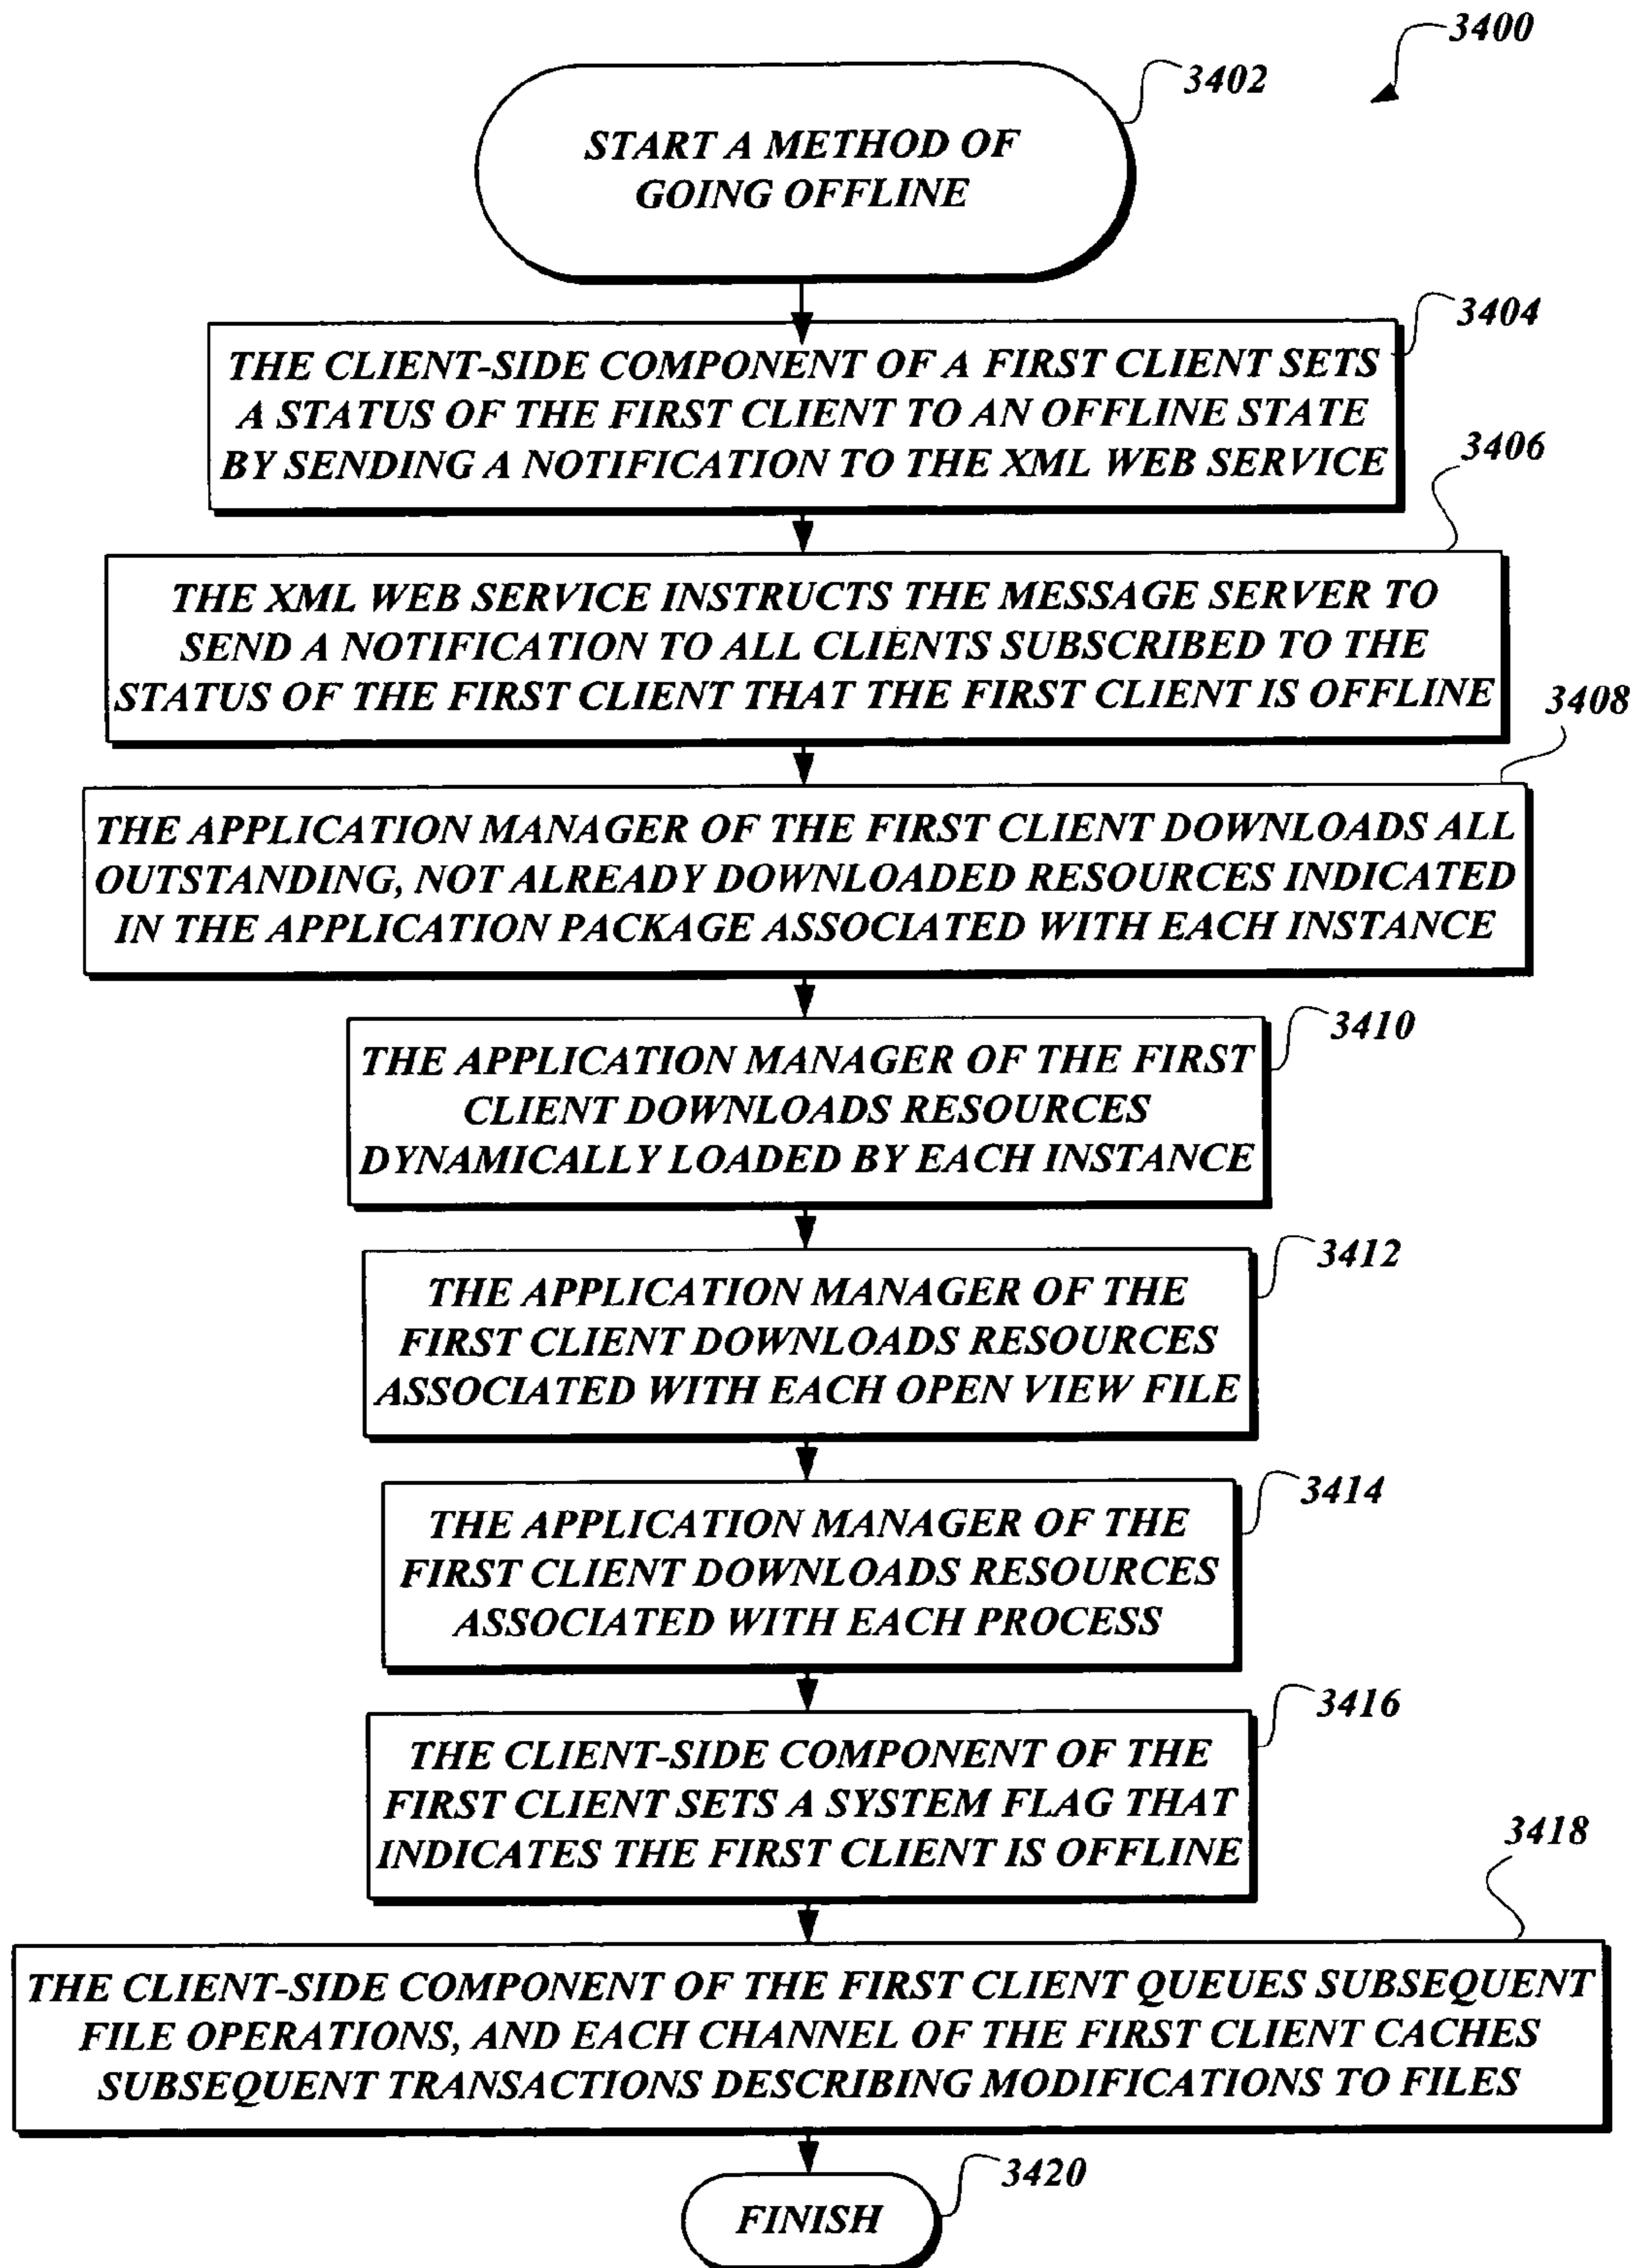 3400
3402
START A METHOD OF
GOING OFFLINE
3404
THE CLIENT-SIDE COMPONENT OF A FIRST CLIENT SETS
A STATUS OF THE FIRST CLIENT TO AN OFFLINE STATE
BY SENDING A NOTIFICATION TO THE XML WEB SERVICE
3406
THE XML WEB SERVICE INSTRUCTS THE MESSAGE SERVER TO
SEND A NOTIFICATION TO ALL CLIENTS SUBSCRIBED TO THE
STATUS OF THE FIRST CLIENT THAT THE FIRST CLIENT IS OFFLINE
3408
THE APPLICATION MANAGER OF THE FIRST CLIENT DOWNLOADS ALL
OUTSTANDING, NOT ALREADY DOWNLOADED RESOURCES INDICATED
IN THE APPLICATION PACKAGE ASSOCIATED WITH EACH INSTANCE
3410
THE APPLICATION MANAGER OF THE FIRST
CLIENT DOWNLOADS RESOURCES
DYNAMICALLY LOADED BY EACH INSTANCE
3412
THE APPLICATION MANAGER OF THE
FIRST CLIENT DOWNLOADS RESOURCES
ASSOCIATED WITH EACH OPEN VIEW FILE
3414
THE APPLICATION MANAGER OF THE
FIRST CLIENT DOWNLOADS RESOURCES
ASSOCIATED WITH EACH PROCESS
3416
THE CLIENT-SIDE COMPONENT OF THE
FIRST CLIENT SETS A SYSTEM FLAG THAT
INDICATES THE FIRST CLIENT IS OFFLINE
3418
THE CLIENT-SIDE COMPONENT OF THE FIRST CLIENT QUEUES SUBSEQUENT
FILE OPERATIONS, AND EACH CHANNEL OF THE FIRST CLIENT CACHES
SUBSEQUENT TRANSACTIONS DESCRIBING MODIFICATIONS TO FILES
3420
FINISH